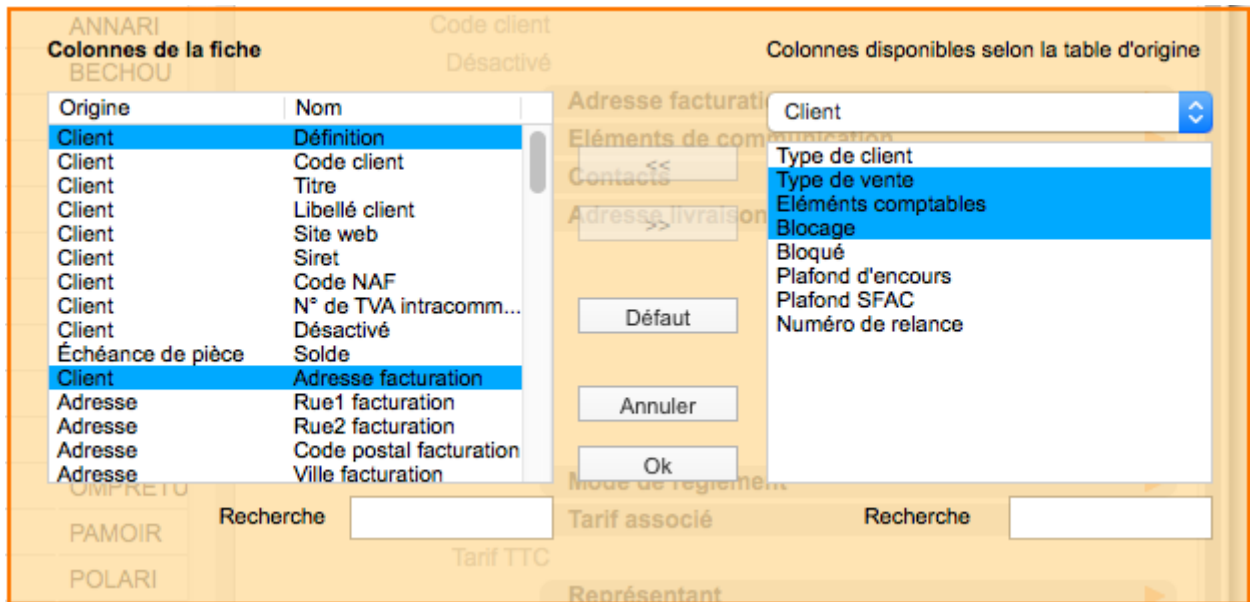 ANNARI
Code client
Colonnes de la fiche
Colonnes disponibles selon la table d'origine
BECHOU
Désactivé
Origine Nom
Client Définition
Client Code client
Client Titre
Client Libellé client
Client Site web
Client Siret
Client Code NAF
Client N° de TVA intracomm...
Client Désactivé
Échéance de pièce Solde
Client Adresse facturation
Adresse Rue1 facturation
Adresse Rue2 facturation
Adresse Code postal facturation
Adresse Ville facturation
Recherche
Adresse facturati
Eléments de communication
Contacts
Adresse livraison
<<
>>
Défaut
Annuler
Ok
Client
Type de client
Type de vente
Eléménts comptables
Blocage
Bloqué
Plafond d'encours
Plafond SFAC
Numéro de relance
Recherche
OMPRETU
Mode de règlement
PAMOIR
Tarif associé
Tarif TTC
POLARI
Représentant